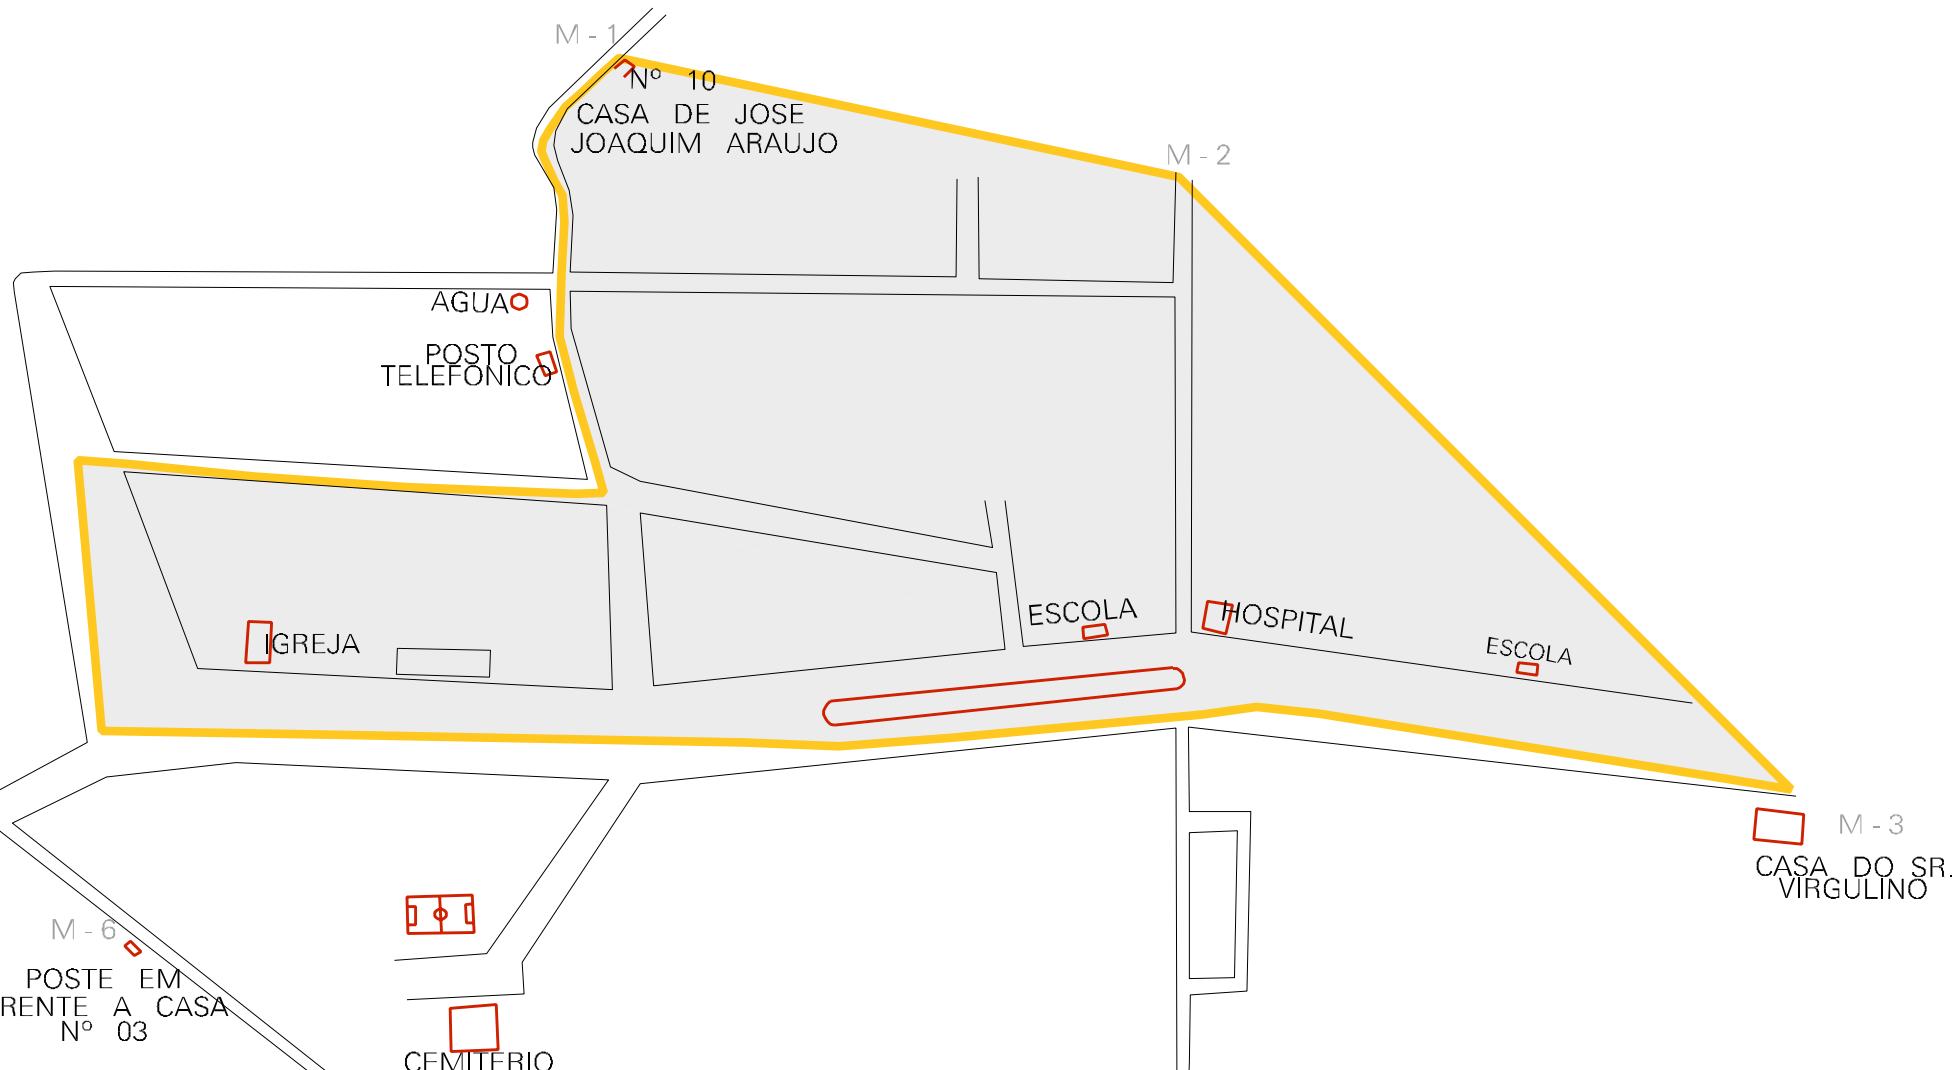 M - 1
Nº 10
CASA DE JOSE
JOAQUIM ARAUJO
M - 2
AGUA
POSTO
TELEFONICO
ESCOLA
HOSPITAL
ESCOLA
IGREJA
M - 3
CASA DO SR.
VIRGULINO
M - 6
POSTE EM
RENTE A CASA
Nº 03
CEMITERIO